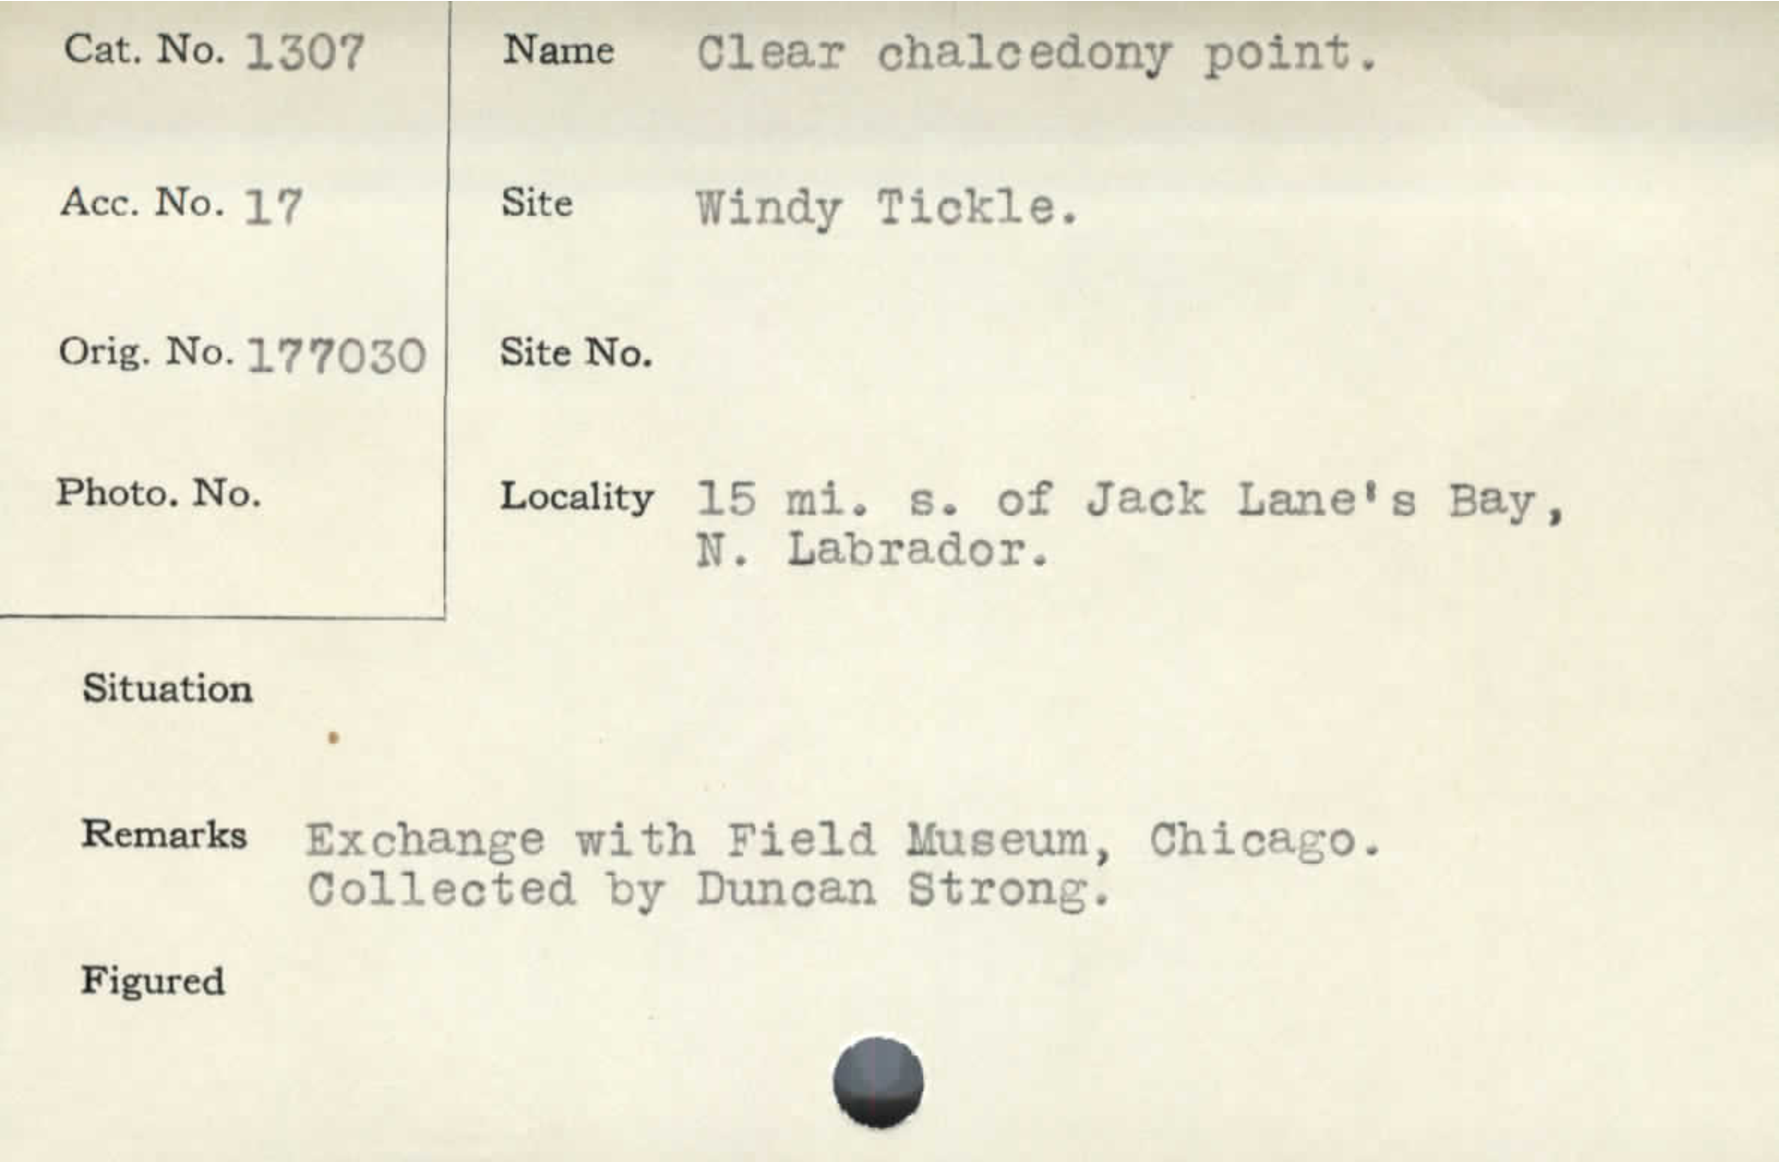 Cat. No. 1307
Name Clear chalcedony point.
Acc. No. 17
Site Windy Tickle.
Orig. No. 177030
Site No.
Photo. No.
Locality 15 mi. s. of Jack Lane's Bay,
N. Labrador.
Situation
Remarks Exchange with Field Museum, Chicago.
Collected by Duncan Strong.
Figured